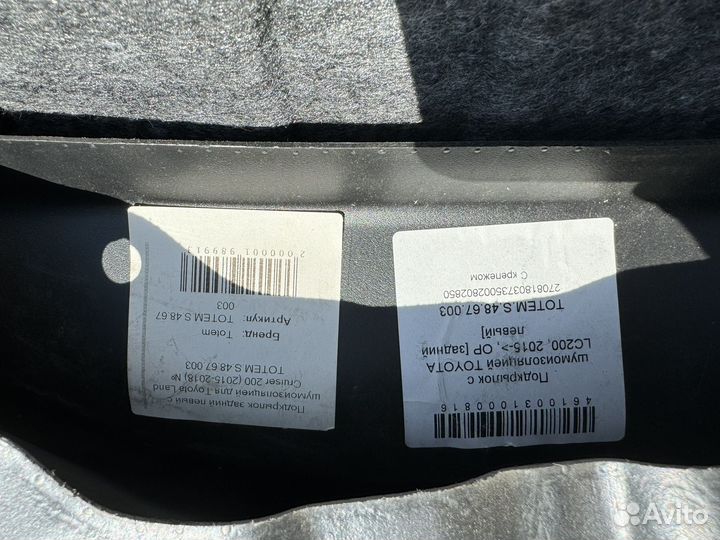 Подкрылок задний левый с
шумоизоляцией для Toyota Land
Cruiser 200 (2015-2018) №
TOTEM S.48.67.003
Бренд: Totem
Артикул: TOTEM S.48.67
003
2000001989913
4610031000816
Подкрылок с
шумоизоляцией TOYOTA
LC200, 2015->, ОР [задний
левый]
TOTEM S.48.67.003
27081803735002802850
С крепежом
Avito